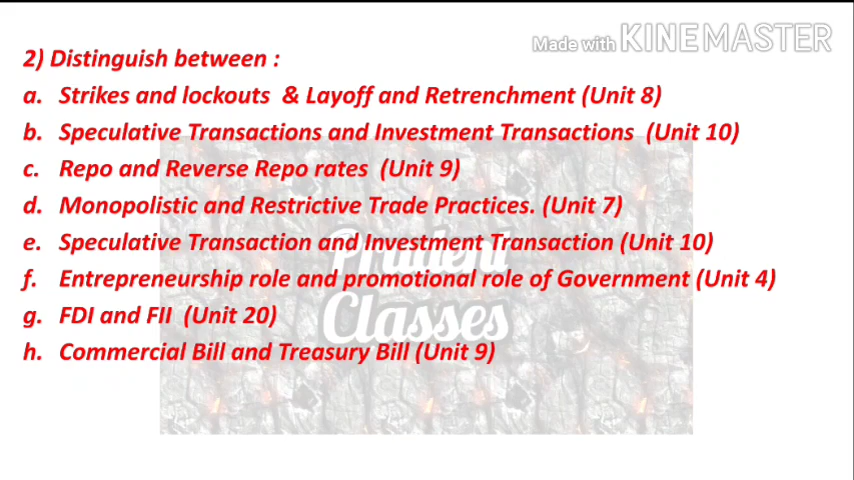 Made with KINEMASTER
2) Distinguish between :
a. Strikes and lockouts & Layoff and Retrenchment (Unit 8)
b. Speculative Transactions and Investment Transactions (Unit 10)
c. Repo and Reverse Repo rates (Unit 9)
d. Monopolistic and Restrictive Trade Practices. (Unit 7)
e. Speculative Transaction and Investment Transaction (Unit 10)
f. Entrepreneurship role and promotional role of Government (Unit 4)
g. FDI and FII (Unit 20)
h. Commercial Bill and Treasury Bill (Unit 9)
Prudent
Classes